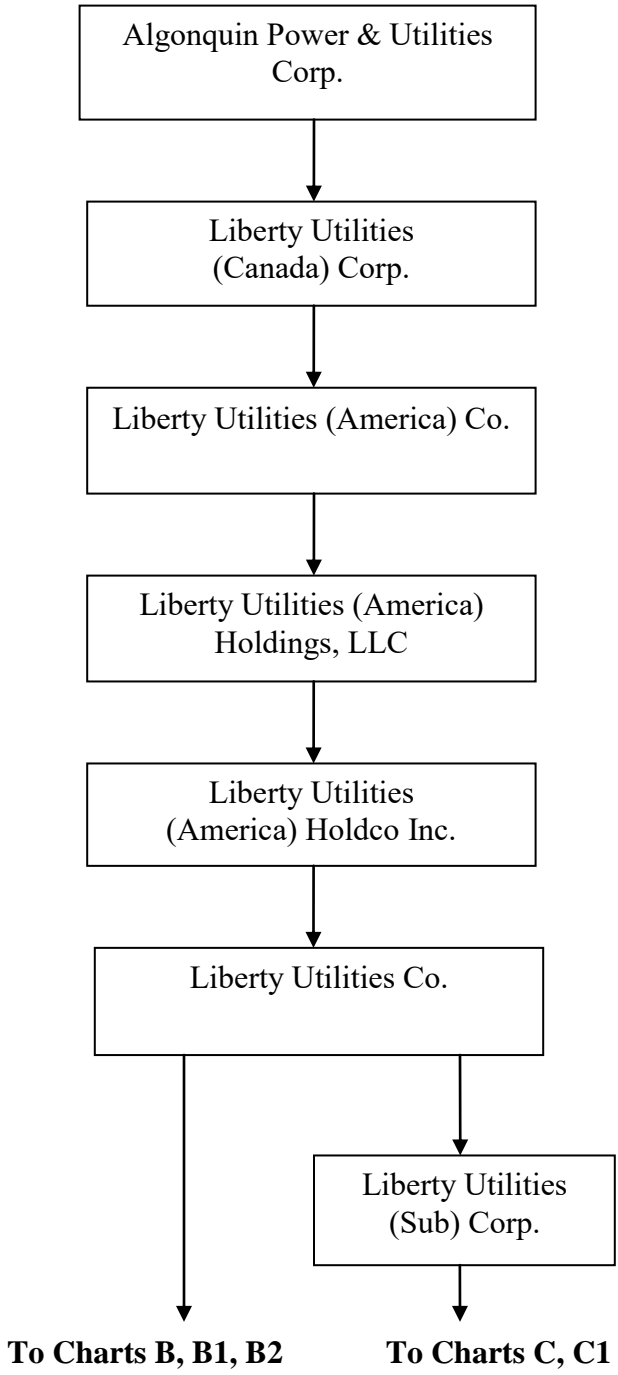 Algonquin Power & Utilities
Corp.
Liberty Utilities
(Canada) Corp.
Liberty Utilities (America) Co.
Liberty Utilities (America)
Holdings, LLC
Liberty Utilities
(America) Holdco Inc.
Liberty Utilities Co.
Liberty Utilities
(Sub) Corp.
To Charts B, B1, B2
To Charts C, C1